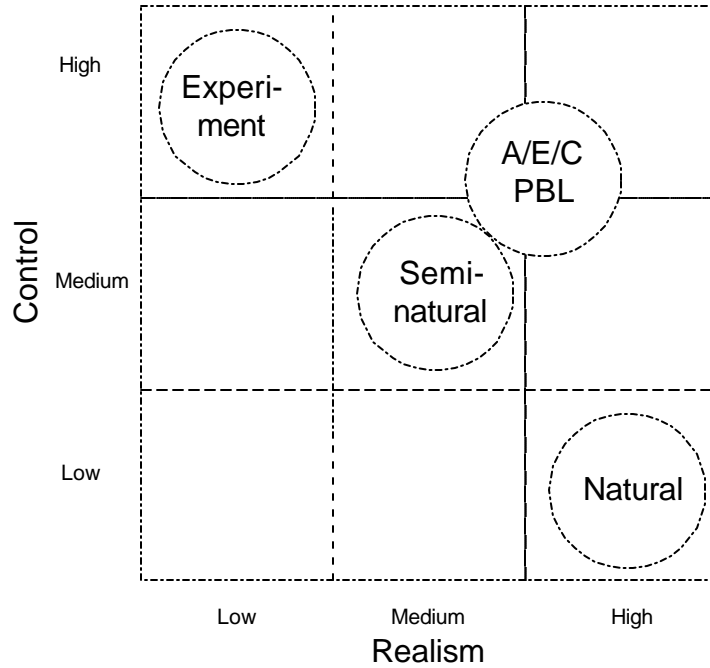 High
Experi-
ment
A/E/C
PBL
Control
Medium
Semi-
natural
Low
Natural
Low
Medium
High
Realism